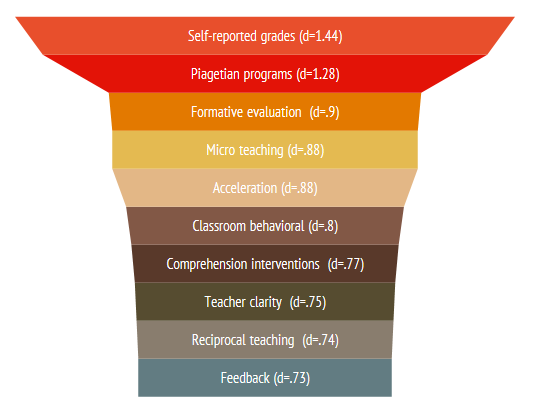 Self-reported grades (d=1.44)
Piagetian programs (d=1.28)
Formative evaluation  (d=.9)
Micro teaching (d=.88)
Acceleration (d=.88)
Classroom behavioral (d=.8)
Comprehension interventions  (d=.77)
Teacher clarity  (d=.75)
Reciprocal teaching  (d=.74)
Feedback (d=.73)